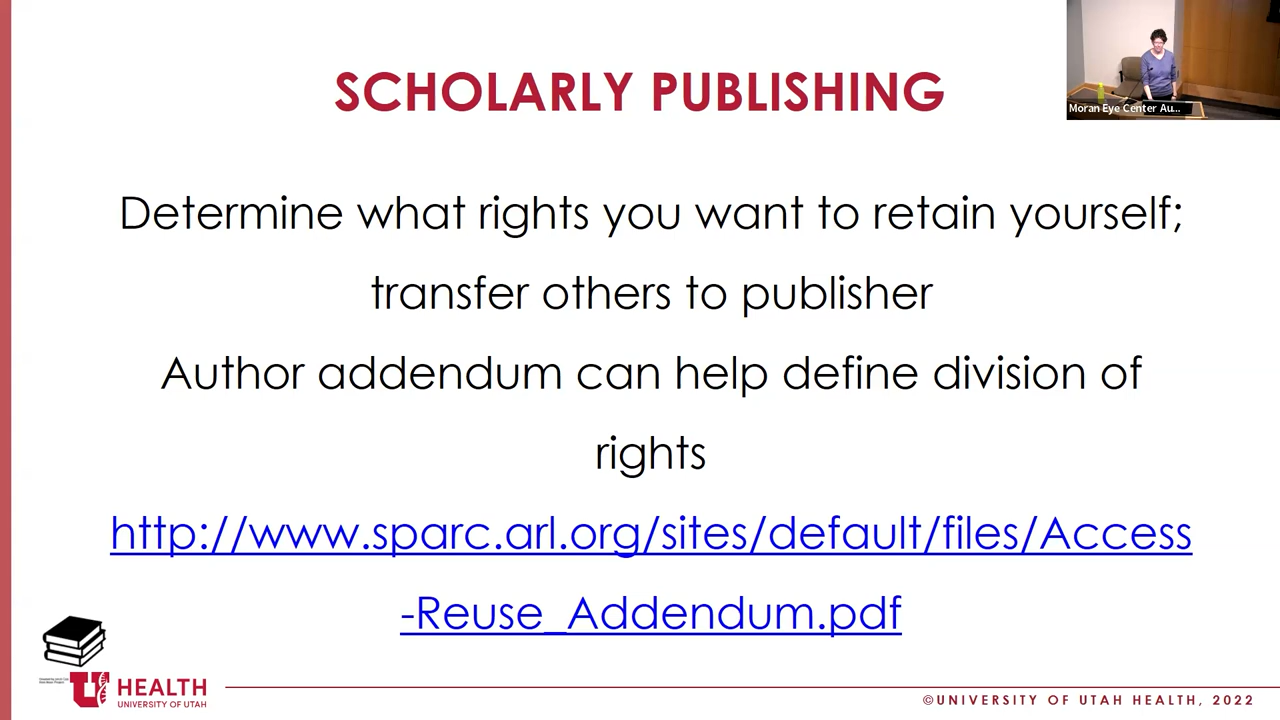 SCHOLARLY PUBLISHING
Moran Eye Center Au...
Determine what rights you want to retain yourself;
transfer others to publisher
Author addendum can help define division of
rights
http://www.sparc.arl.org/sites/default/files/Access
-Reuse_Addendum.pdf
U
HEALTH
UNIVERSITY OF UTAH
©UNIVERSITY OF UTAH HEALTH, 2022